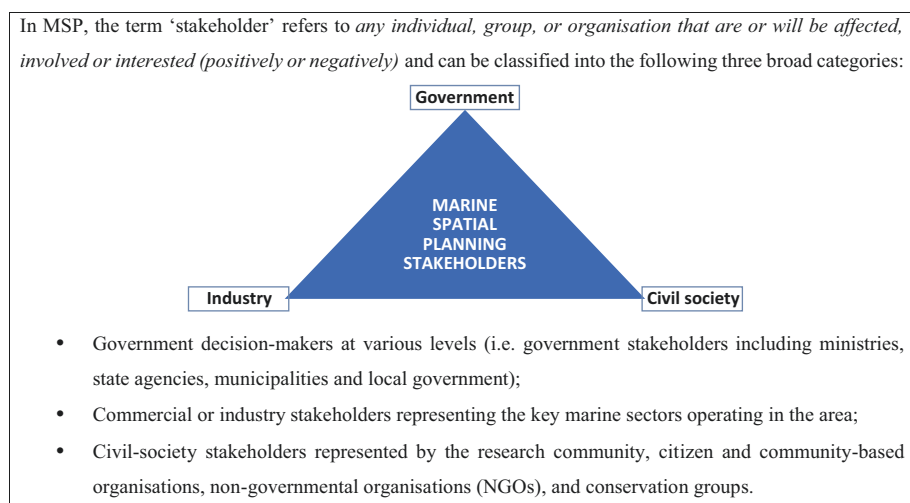 In MSP, the term ‘stakeholder’ refers to any individual, group, or organisation that are or will be affected,
involved or interested (positively or negatively) and can be classified into the following three broad categories:
Government
MARINE
SPATIAL
PLANNING
STAKEHOLDERS
Industry
Civil society
• Government decision-makers at various levels (i.e. government stakeholders including ministries,
state agencies, municipalities and local government);
• Commercial or industry stakeholders representing the key marine sectors operating in the area;
• Civil-society stakeholders represented by the research community, citizen and community-based
organisations, non-governmental organisations (NGOs), and conservation groups.